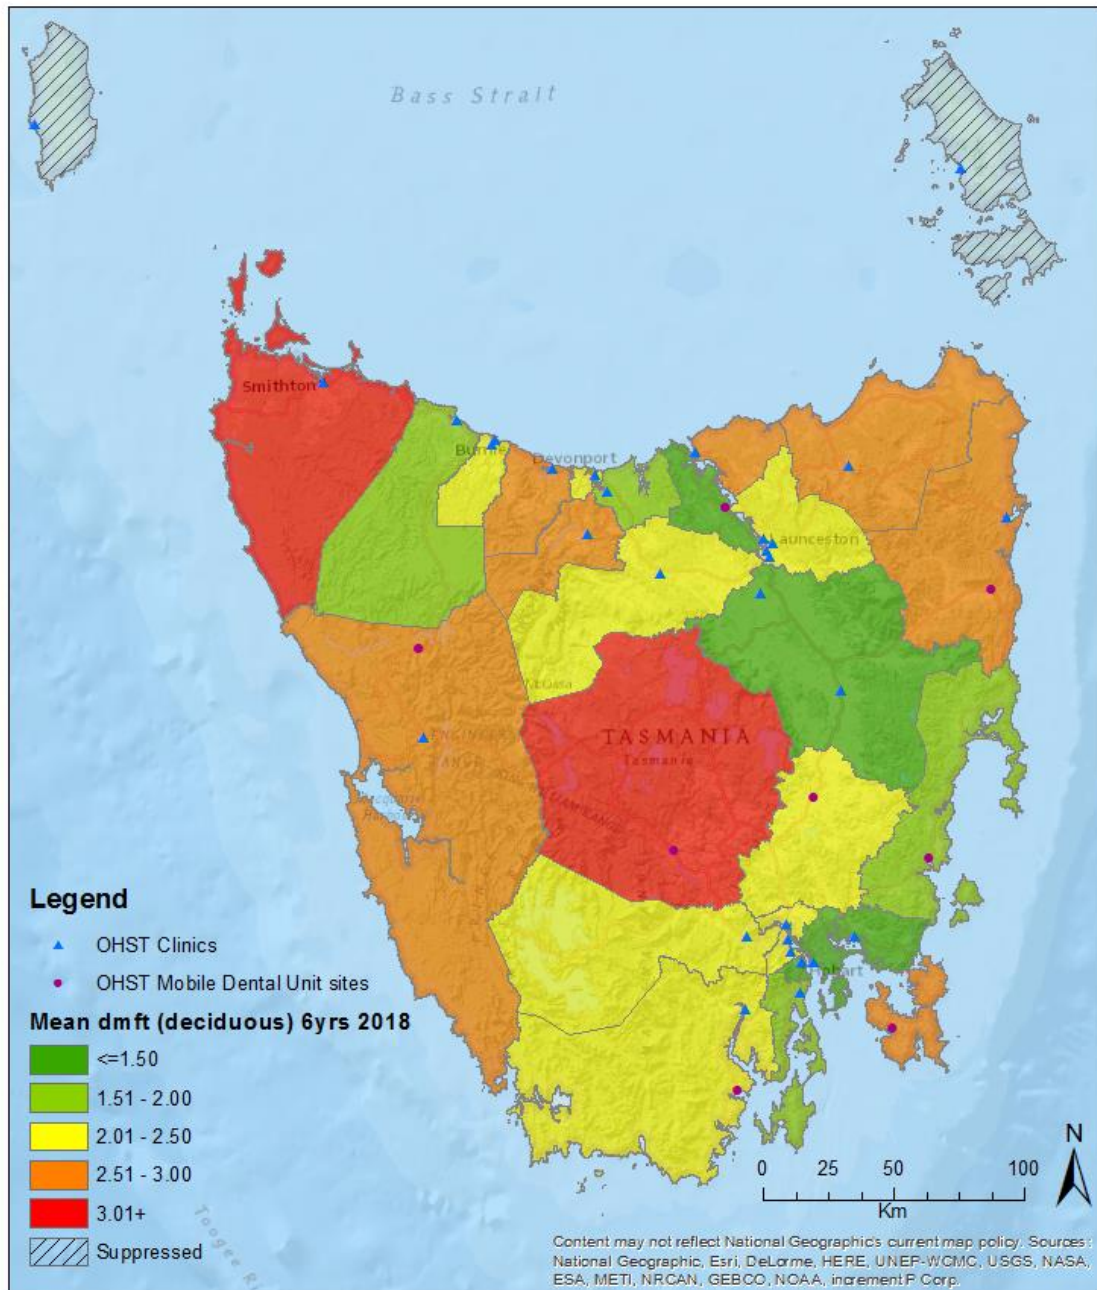 Bass Strait
Smithton
Burnie
Devonport
Launceston
TASMANIA
Tasmania
Hobart
Legend
OHST Clinics
OHST Mobile Dental Unit sites
Mean dmft (deciduous) 6yrs 2018
<=1.50
1.51 - 2.00
2.01 - 2.50
2.51 - 3.00
3.01+
Suppressed
N
0 25 50 100
Km
Content may not reflect National Geographic's current map policy. Sources:
National Geographic, Esri, DeLorme, HERE, UNEP-WCMC, USGS, NASA,
ESA, METI, NRCAN, GEBCO, NOAA, increment P Corp.